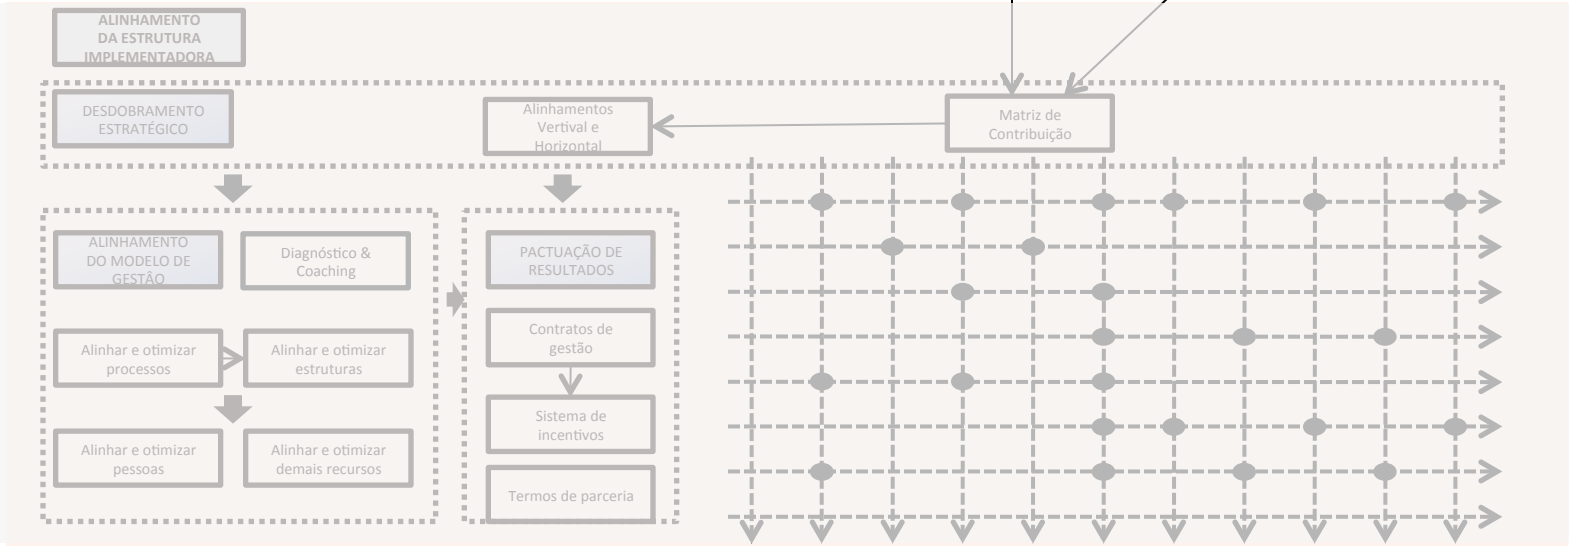 ALINHAMENTO
DA ESTRUTURA
IMPLEMENTADORA
DESDOBRAMENTO
ESTRATÉGICO
Alinhamentos
Vertival e
Horizontal
Matriz de
Contribuição
ALINHAMENTO
DO MODELO DE
GESTÂO
Diagnóstico &
Coaching
PACTUAÇÃO DE
RESULTADOS
Alinhar e otimizar
processos
Alinhar e otimizar
estruturas
Contratos de
gestão
Alinhar e otimizar
pessoas
Alinhar e otimizar
demais recursos
Sistema de
incentivos
Termos de parceria